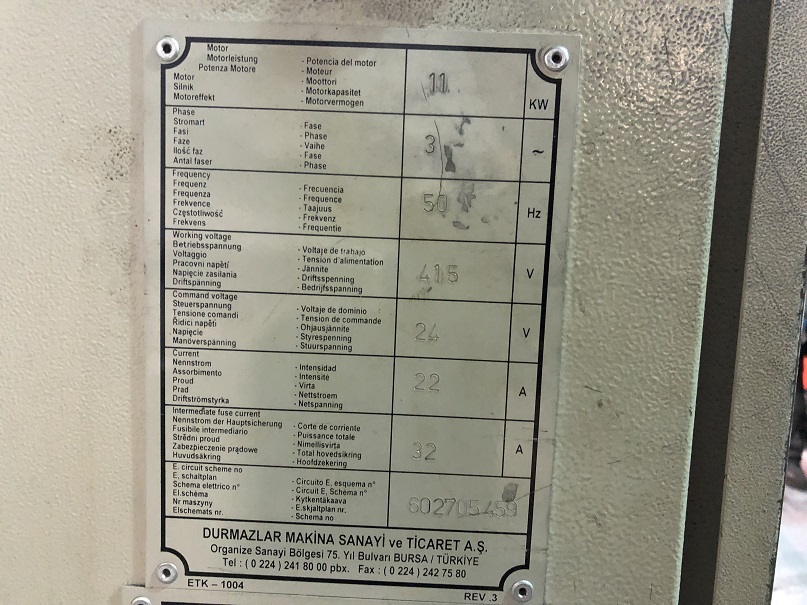 Motor
Motorleistung - Potencia del motor
Potenza Motore - Moteur
Motor - Moottori
Silnik - Motorkapasitet
Motoreffekt - Motorvermogen
11 KW
Phase
Stromart - Fase
Fasi - Phase
Faze - Vaihe
Ilość faz - Fase
Antal faser - Phase
3 ~
Frequency
Frequenz - Frecuencia
Frequenza - Frequence
Frekvence - Taajuus
Częstotliwość - Frekvenz
Frekvens - Frequentie
50 Hz
Working voltage
Betriebsspannung - Voltaje de trabajo
Voltaggio - Tension d'alimentation
Pracovni napětí - Jännite
Napięcie zasilania - Driftsspenning
Driftspänning - Bedrijfsspanning
415 V
Command voltage
Steuerspannung - Voltaje de dominio
Tensione comandi - Tension de commande
Řidici napětí - Ohjausjännite
Napięcie - Styrespenning
Manöverspanning - Stuurspanning
24 V
Current
Nennstrom - Intensidad
Assorbimento - Intensité
Proud - Virta
Prad - Nettstroem
Driftströmstyrka - Netspanning
22 A
Intermediate fuse current
Nennstrom der Hauptsicherung - Corte de corriente
Fusibile intermediario - Puissance totale
Střědni proud - Nimellisvirta
Zabezpieczenie prądowe - Total hovedsikring
Huvudsäkring - Hoofdzekering
32 A
E. circuit scheme no
E, schaltplan - Circuito E, esquema n°
Schema elettrico n° - Circuit E, Schema n°
El.schéma - Kytkentäkaava
Nr maszyny - E.skjaltplan nr.
Elschemats nr. - Schema no
602705459
DURMAZLAR MAKİNA SANAYİ ve TİCARET A.Ş.
Organize Sanayi Bölgesi 75. Yıl Bulvarı BURSA / TÜRKİYE
Tel : ( 0 224 ) 241 80 00 pbx. Fax : ( 0 224 ) 242 75 80
ETK – 1004 REV .3